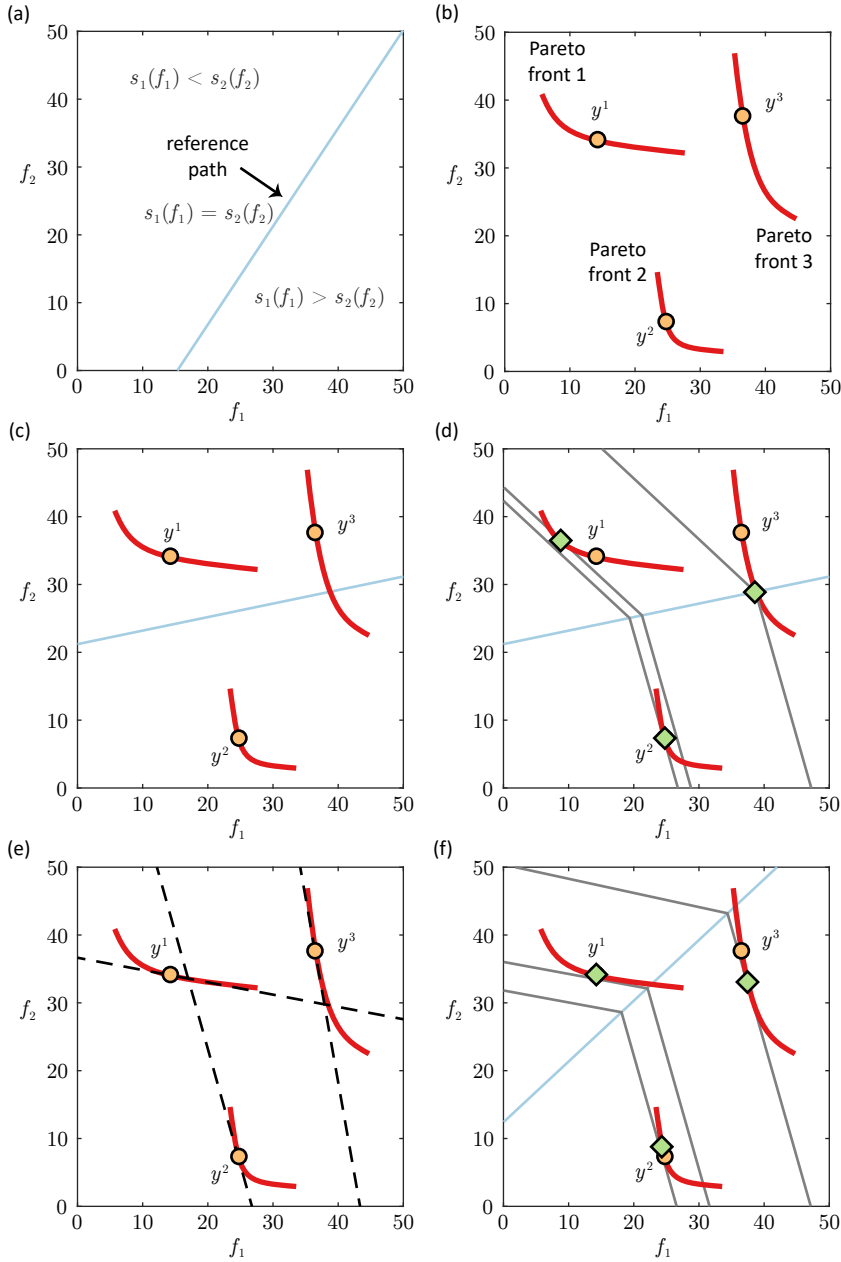 (a)
50
40
30
20
10
0
f₂
s₁(f₁) < s₂(f₂)
reference
path
s₁(f₁) = s₂(f₂)
s₁(f₁) > s₂(f₂)
0 10 20 30 40 50
f₁
(b)
50
40
30
20
10
0
f₂
Pareto
front 1
y¹
y³
Pareto
front 2
Pareto
front 3
y²
0 10 20 30 40 50
f₁
(c)
50
40
30
20
10
0
f₂
y¹
y³
y²
0 10 20 30 40 50
f₁
(d)
50
40
30
20
10
0
f₂
y¹
y³
y²
0 10 20 30 40 50
f₁
(e)
50
40
30
20
10
0
f₂
y¹
y³
y²
0 10 20 30 40 50
f₁
(f)
50
40
30
20
10
0
f₂
y¹
y³
y²
0 10 20 30 40 50
f₁